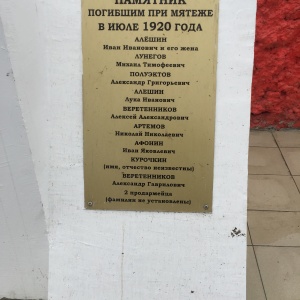 ПАМЯТНИК
ПОГИБШИМ ПРИ МЯТЕЖЕ
В ИЮЛЕ 1920 ГОДА
АЛЁШИН
Иван Иванович и его жена
ЛУНЕГОВ
Михаил Тимофеевич
ПОЛУЭКТОВ
Александр Григорьевич
АЛЕШИН
Лука Иванович
ВЕРЕТЕННИКОВ
Алексей Александрович
АРТЕМОВ
Николай Николаевич
АФОНИН
Иван Яковлевич
КУРОЧКИН
(имя, отчество неизвестны)
ВЕРЕТЕННИКОВ
Александр Гаврилович
2 продармейца
(фамилии не установлены)